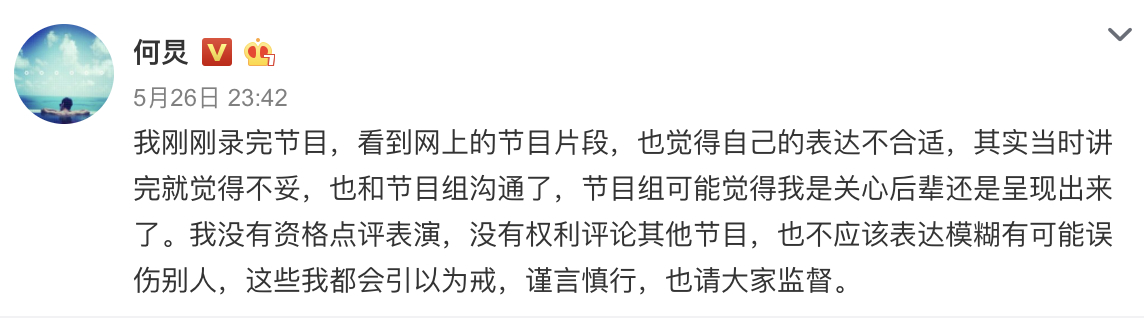 何炅
5月26日 23:42
我刚刚录完节目，看到网上的节目片段，也觉得自己的表达不合适，其实当时讲
完就觉得不妥，也和节目组沟通了，节目组可能觉得我是关心后辈还是呈现出来
了。我没有资格点评表演，没有权利评论其他节目，也不应该表达模糊有可能误
伤别人，这些我都会引以为戒，谨言慎行，也请大家监督。